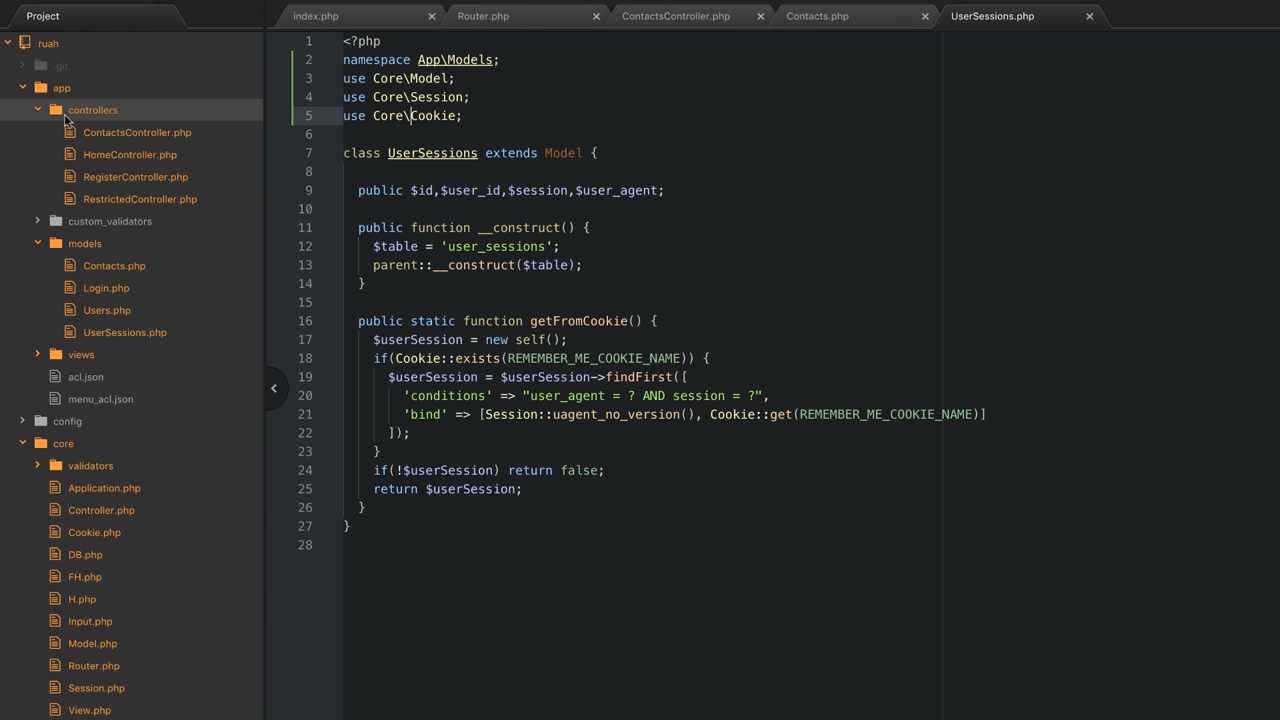 Project
ruah
.git
app
controllers
ContactsController.php
HomeController.php
RegisterController.php
RestrictedController.php
custom_validators
models
Contacts.php
Login.php
Users.php
UserSessions.php
views
acl.json
menu_acl.json
config
core
validators
Application.php
Controller.php
Cookie.php
DB.php
FH.php
H.php
Input.php
Model.php
Router.php
Session.php
View.php
index.php Router.php ContactsController.php Contacts.php UserSessions.php
1 <?php
2 namespace App\Models;
3 use Core\Model;
4 use Core\Session;
5 use Core\Cookie;
6
7 class UserSessions extends Model {
8
9 public $id,$user_id,$session,$user_agent;
10
11 public function __construct() {
12 $table = 'user_sessions';
13 parent::__construct($table);
14 }
15
16 public static function getFromCookie() {
17 $userSession = new self();
18 if(Cookie::exists(REMEMBER_ME_COOKIE_NAME)) {
19 $userSession = $userSession->findFirst([
20 'conditions' => "user_agent = ? AND session = ?",
21 'bind' => [Session::uagent_no_version(), Cookie::get(REMEMBER_ME_COOKIE_NAME)]
22 ]);
23 }
24 if(!$userSession) return false;
25 return $userSession;
26 }
27 }
28